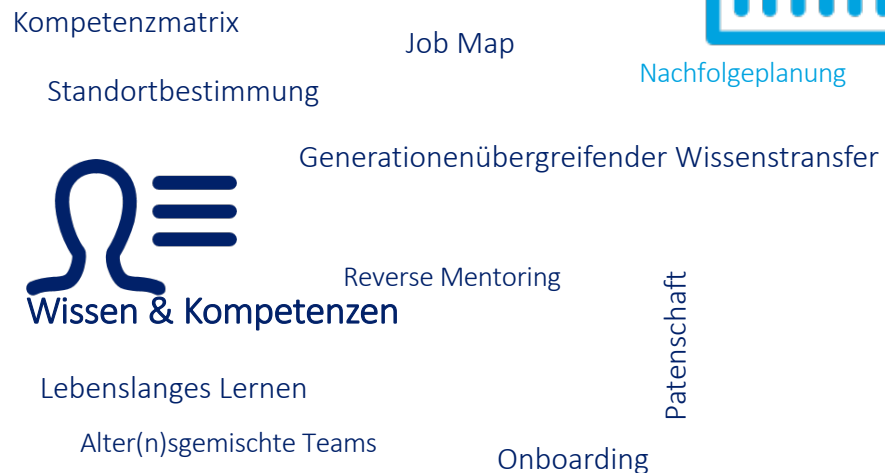 Kompetenzmatrix
Job Map
Nachfolgeplanung
Standortbestimmung
Generationenübergreifender Wissenstransfer
Reverse Mentoring
Patenschaft
Wissen & Kompetenzen
Lebenslanges Lernen
Alter(n)sgemischte Teams
Onboarding